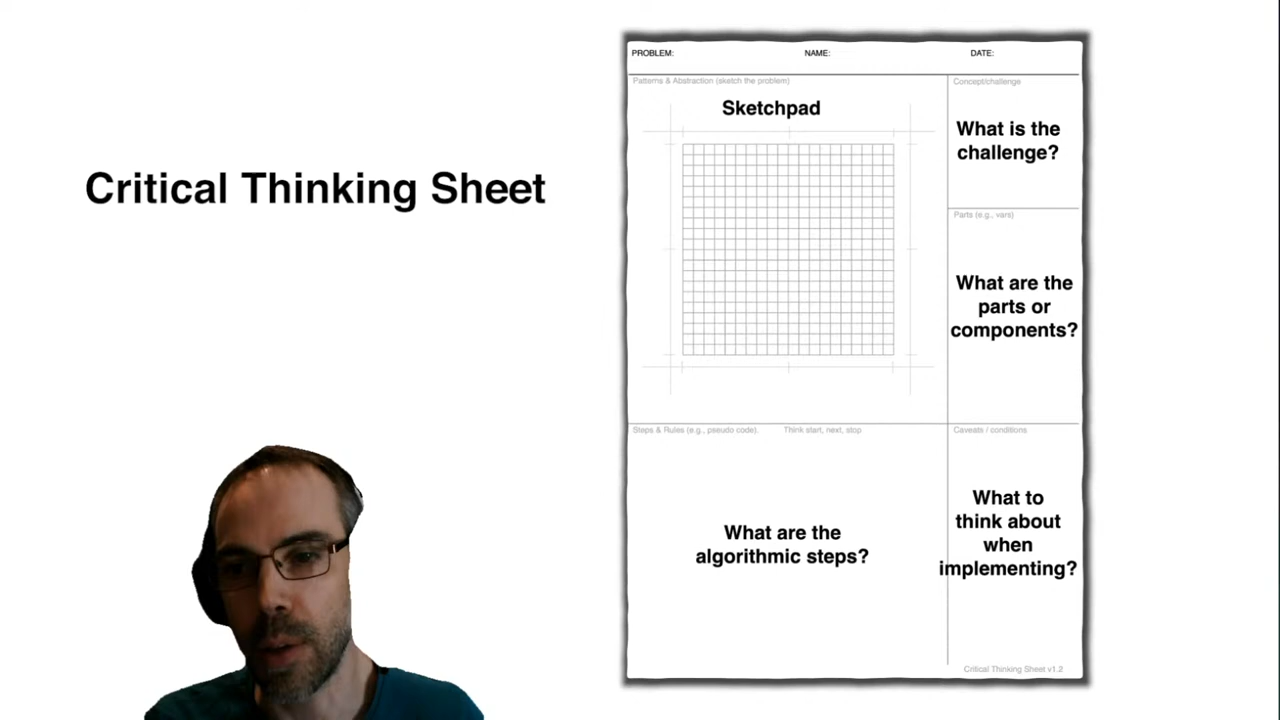 Critical Thinking Sheet
PROBLEM: NAME: DATE:
Patterns & Abstraction (sketch the problem)
Sketchpad
Concept/challenge
What is the
challenge?
Parts (e.g., vars)
What are the
parts or
components?
Steps & Rules (e.g., pseudo code). Think start, next, stop
What are the
algorithmic steps?
Caveats / conditions
What to
think about
when
implementing?
Critical Thinking Sheet v1.2